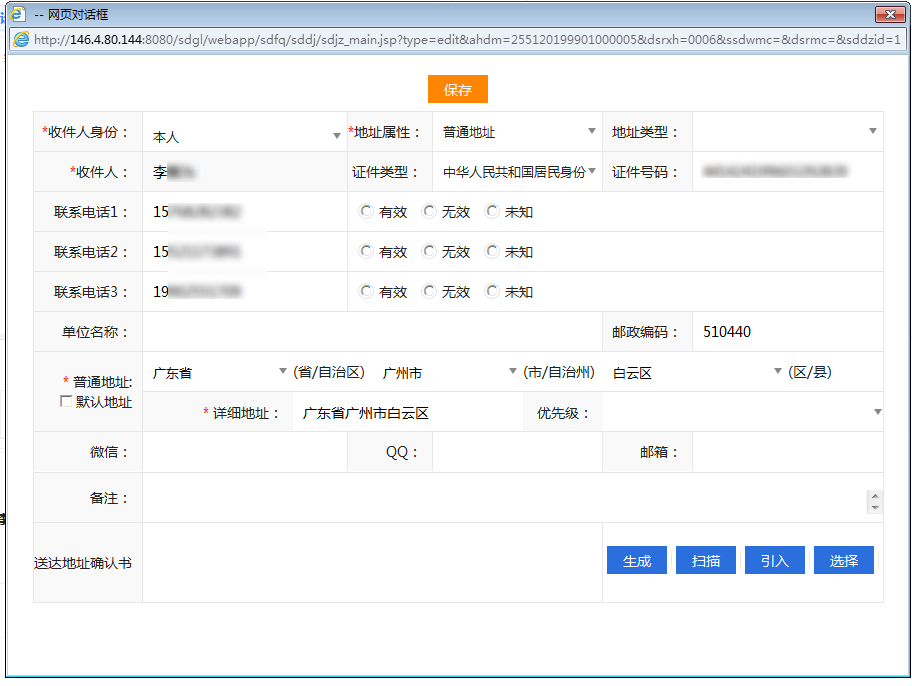 -- 网页对话框
http://146.4.80.144:8080/sdgl/webapp/sdfq/sddj/sdjz_main.jsp?type=edit&ahdm=255120199901000005&dsrxh=0006&ssdwmc=&dsrmc=&sddzid=1
保存
*收件人身份： 本人 *地址属性： 普通地址 地址类型：
*收件人： 李 证件类型： 中华人民共和国居民身份 证件号码：
联系电话1： 15 有效 无效 未知
联系电话2： 15 有效 无效 未知
联系电话3： 19 有效 无效 未知
单位名称： 邮政编码： 510440
* 普通地址: 广东省 (省/自治区) 广州市 (市/自治州) 白云区 (区/县)
默认地址 * 详细地址： 广东省广州市白云区 优先级：
微信： QQ： 邮箱：
备注：
送达地址确认书 生成 扫描 引入 选择